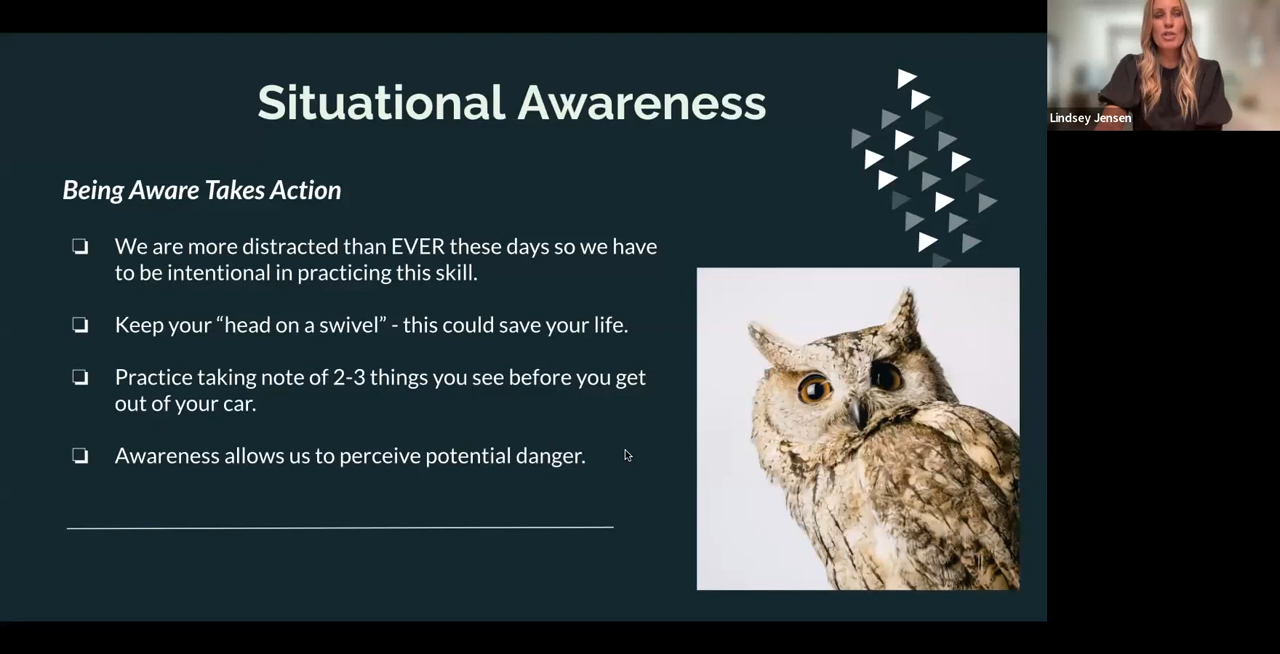 Situational Awareness
Lindsey Jensen
Being Aware Takes Action
We are more distracted than EVER these days so we have
to be intentional in practicing this skill.
Keep your “head on a swivel” - this could save your life.
Practice taking note of 2-3 things you see before you get
out of your car.
Awareness allows us to perceive potential danger.